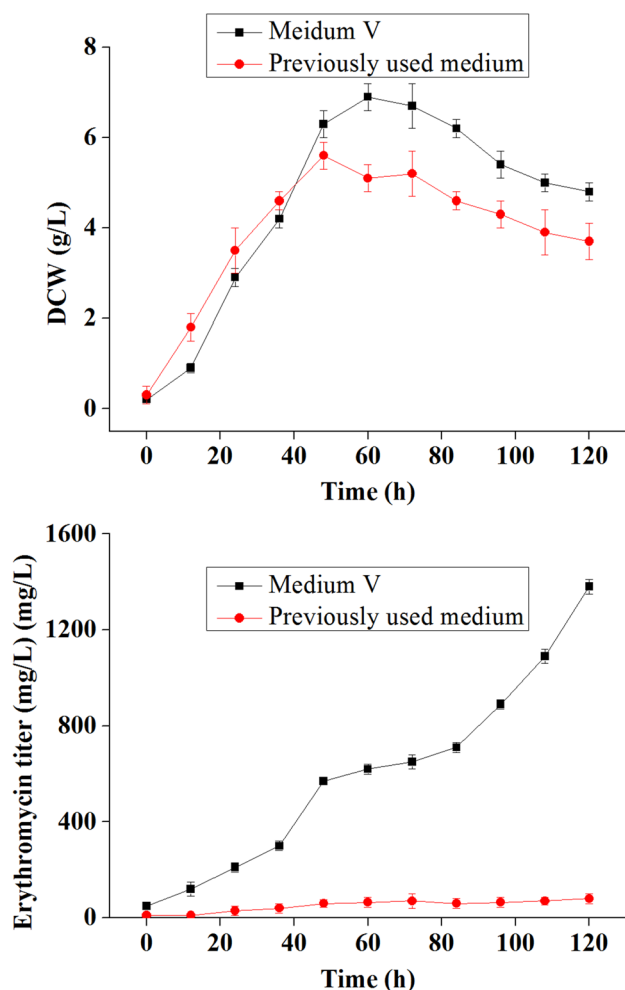 Meidum V
Previously used medium
8
6
4
2
0
DCW (g/L)
0 20 40 60 80 100 120
Time (h)
1600
Medium V
Previously used medium
1200
800
400
0
Erythromycin titer (mg/L) (mg/L)
0 20 40 60 80 100 120
Time (h)